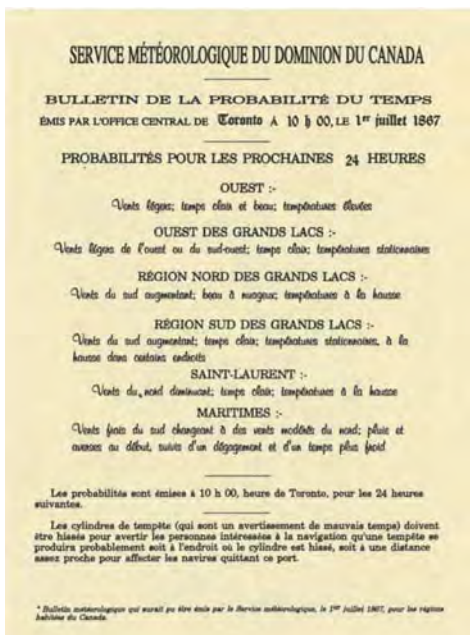 SERVICE MÉTÉOROLOGIQUE DU DOMINION DU CANADA
BULLETIN DE LA PROBABILITÉ DU TEMPS
ÉMIS PAR L'OFFICE CENTRAL DE Toronto À 10 h 00, LE 1er juillet 1867
PROBABILITÉS POUR LES PROCHAINES 24 HEURES
OUEST :-
Vents légers; temps clair et beau; températures élevées
OUEST DES GRANDS LACS :-
Vents légers de l'ouest ou du sud-ouest; temps clair; températures stationnaires
RÉGION NORD DES GRANDS LACS :-
Vents du sud augmentant; beau à nuageux; températures à la hausse
RÉGION SUD DES GRANDS LACS :-
Vents du sud augmentant; temps clair; températures stationnaires, à la
hausse dans certains endroits
SAINT-LAURENT :-
Vents du nord diminuant; temps clair; températures à la hausse
MARITIMES :-
Vents frais du sud changeant à des vents modérés du nord; pluie et
averses au début, suivies d'un dégagement et d'un temps plus froid
Les probabilités sont émises à 10 h 00, heure de Toronto, pour les 24 heures
suivantes.
Les cylindres de tempête (qui sont un avertissement de mauvais temps) doivent
être hissés pour avertir les personnes intéressées à la navigation qu'une tempête se
produira probablement soit à l'endroit où le cylindre est hissé, soit à une distance
assez proche pour affecter les navires quittant ce port.
* Bulletin météorologique qui aurait pu être émis par le Service météorologique, le 1er juillet 1867, pour les régions
habitées du Canada.